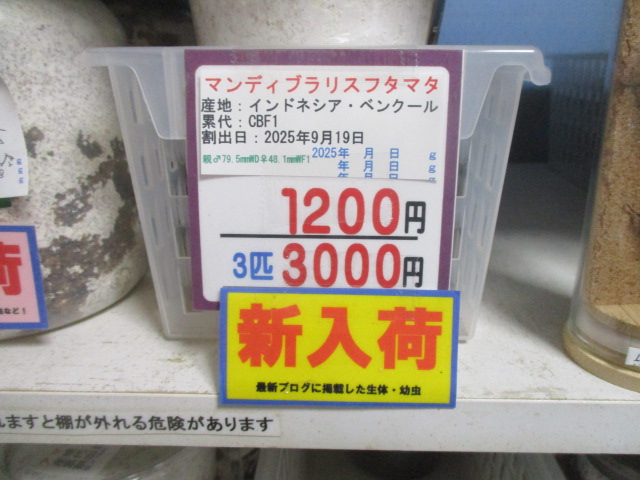 マンディブラリスフタマタ
産地：インドネシア・ベンクール
累代：CBF1
割出日：2025年9月19日
親♂79.5mmWD♀48.1mmWF1
2025年 月 日 g
年 月 日 g
1200円
3匹 3000円
新入荷
最新ブログに掲載した生体・幼虫
荷
れますと棚が外れる危険があります